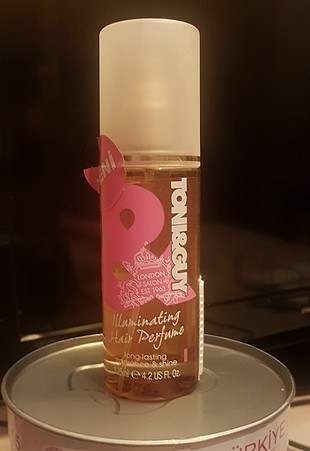 YENİ
TONI&GUY
&
LONDON
SALON
EST. 1963
Illuminating
Hair Perfume
long-lasting
& shine
℮ 4.2 US Fl Oz
TÜRKİYE